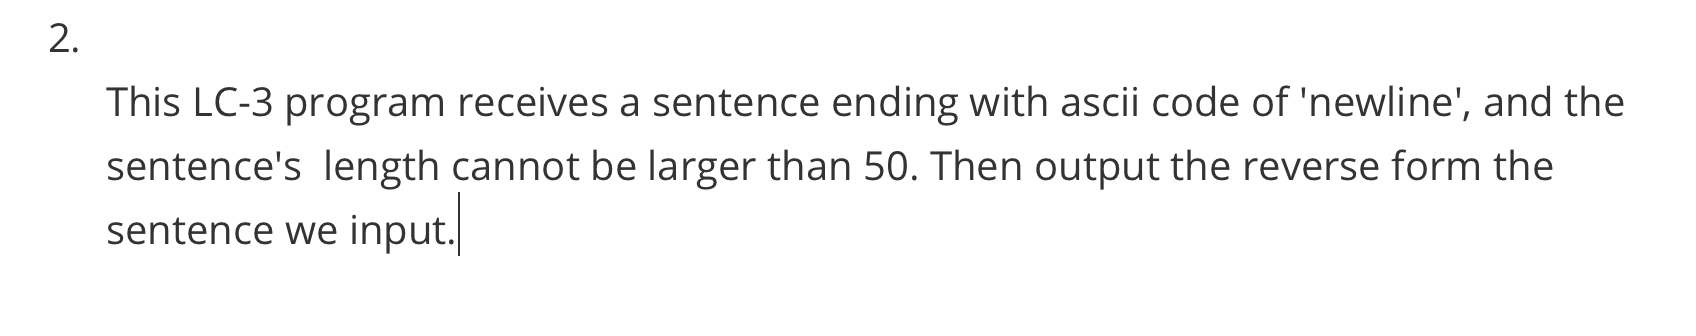 2.
This LC-3 program receives a sentence ending with ascii code of 'newline', and the
sentence's  length cannot be larger than 50. Then output the reverse form the
sentence we input.